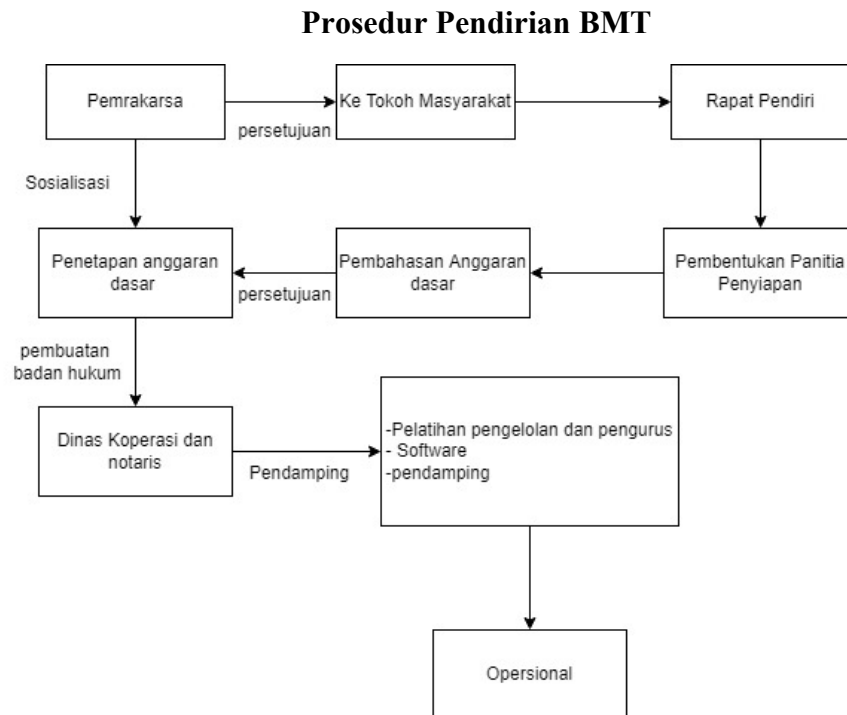 Prosedur Pendirian BMT
Pemrakarsa
persetujuan
Ke Tokoh Masyarakat
Rapat Pendiri
Sosialisasi
Penetapan anggaran
dasar
persetujuan
Pembahasan Anggaran
dasar
Pembentukan Panitia
Penyiapan
pembuatan
badan hukum
Dinas Koperasi dan
notaris
Pendamping
-Pelatihan pengelolan dan pengurus
- Software
-pendamping
Opersional